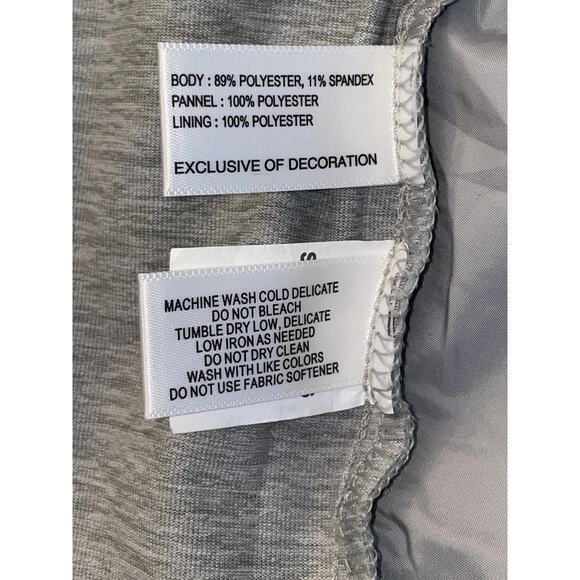 BODY : 89% POLYESTER, 11% SPANDEX
PANNEL : 100% POLYESTER
LINING : 100% POLYESTER
EXCLUSIVE OF DECORATION
MACHINE WASH COLD DELICATE
DO NOT BLEACH
TUMBLE DRY LOW, DELICATE
LOW IRON AS NEEDED
DO NOT DRY CLEAN
WASH WITH LIKE COLORS
DO NOT USE FABRIC SOFTENER